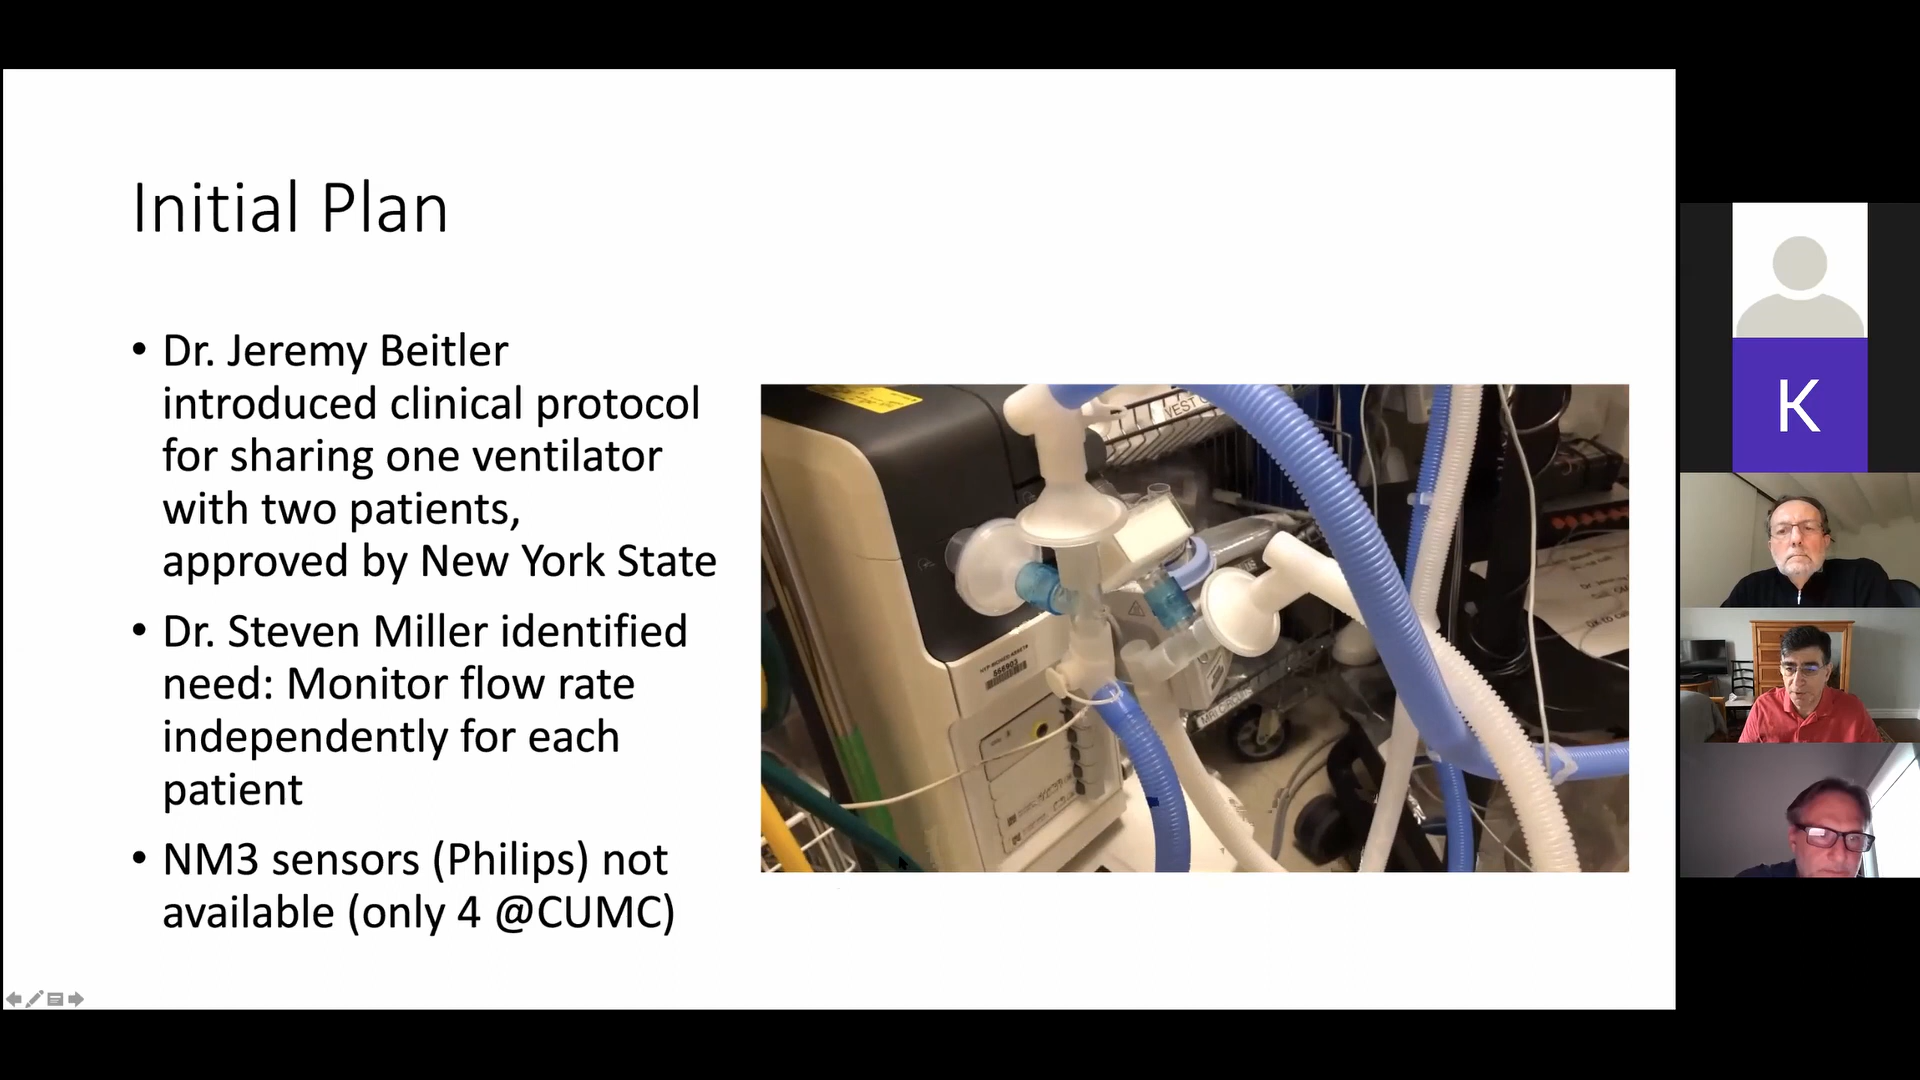 Initial Plan
• Dr. Jeremy Beitler
introduced clinical protocol
for sharing one ventilator
with two patients,
approved by New York State
• Dr. Steven Miller identified
need: Monitor flow rate
independently for each
patient
• NM3 sensors (Philips) not
available (only 4 @CUMC)
K